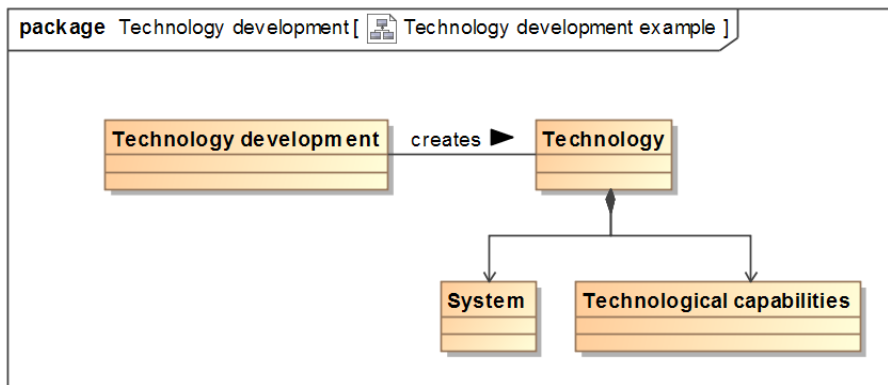 package Technology development [ Technology development example ]
Technology development
creates
Technology
System
Technological capabilities